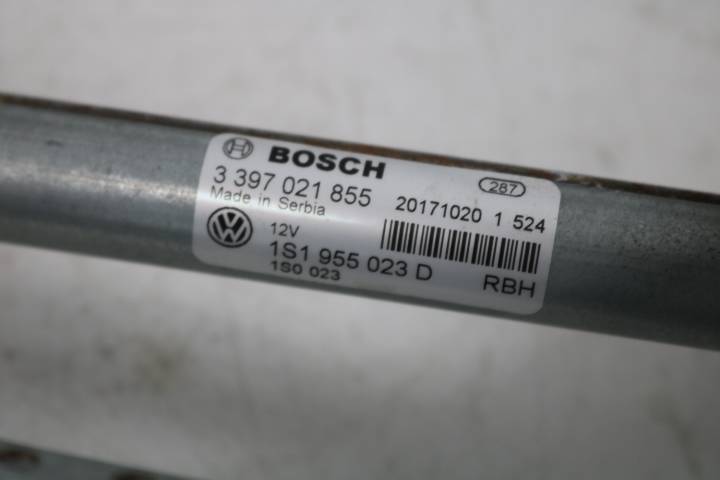 BOSCH
287
3 397 021 855
Made in Serbia
20171020 1 524
12V
1S1 955 023 D
1S0 023
RBH